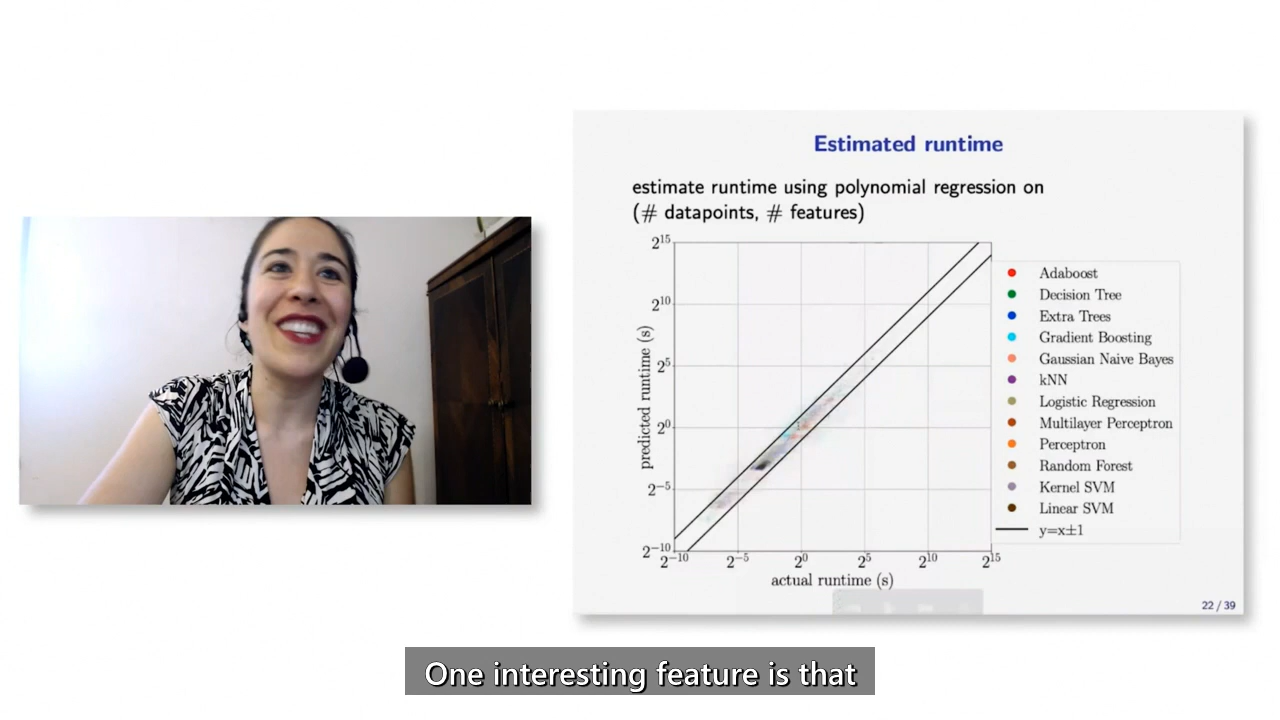 Estimated runtime
estimate runtime using polynomial regression on
(# datapoints, # features)
2^15
2^10
2^5
2^0
2^−5
2^−10
predicted runtime (s)
2^−10 2^−5 2^0 2^5 2^10 2^15
actual runtime (s)
Adaboost
Decision Tree
Extra Trees
Gradient Boosting
Gaussian Naive Bayes
kNN
Logistic Regression
Multilayer Perceptron
Perceptron
Random Forest
Kernel SVM
Linear SVM
y=x±1
22 / 39
One interesting feature is that